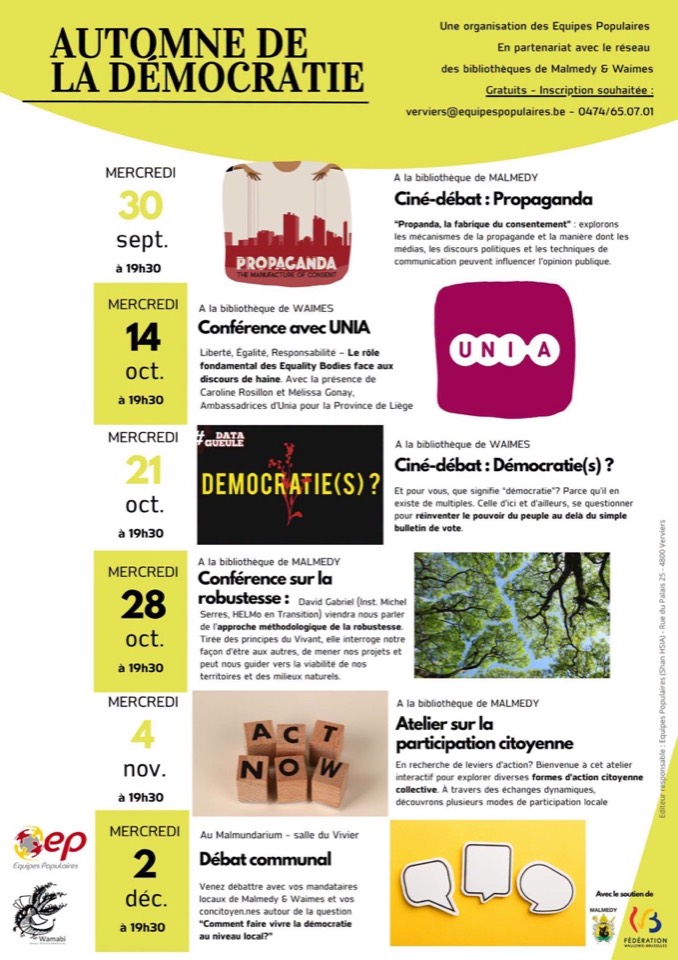 AUTOMNE DE
LA DÉMOCRATIE
Une organisation des Equipes Populaires
En partenariat avec le réseau
des bibliothèques de Malmedy & Waimes
Gratuits - Inscription souhaitée :
verviers@equipespopulaires.be - 0474/65.07.01
MERCREDI
30
sept.
à 19h30
PROPAGANDA
THE MANUFACTURE OF CONSENT
A la bibliothèque de MALMEDY
Ciné-débat : Propaganda
“Propanda, la fabrique du consentement” : explorons
les mécanismes de la propagande et la manière dont les
médias, les discours politiques et les techniques de
communication peuvent influencer l'opinion publique.
MERCREDI
14
oct.
à 19h30
A la bibliothèque de WAIMES
Conférence avec UNIA
Liberté, Égalité, Responsabilité – Le rôle
fondamental des Equality Bodies face aux
discours de haine. Avec la présence de
Caroline Rosillon et Mélissa Gonay,
Ambassadrices d'Unia pour la Province de Liège
UNIA
MERCREDI
21
oct.
à 19h30
#DATA
GUEULE
DEMOCRATIE(S) ?
A la bibliothèque de WAIMES
Ciné-débat : Démocratie(s) ?
Et pour vous, que signifie “démocratie”? Parce qu'il en
existe de multiples. Celle d'ici et d'ailleurs, se questionner
pour réinventer le pouvoir du peuple au delà du simple
bulletin de vote.
MERCREDI
28
oct.
à 19h30
A la bibliothèque de MALMEDY
Conférence sur la
robustesse : David Gabriel (Inst. Michel
Serres, HELMo en Transition) viendra nous parler
de l'approche méthodologique de la robustesse.
Tirée des principes du Vivant, elle interroge notre
façon d'être aux autres, de mener nos projets et
peut nous guider vers la viabilité de nos
territoires et des milieux naturels.
MERCREDI
4
nov.
à 19h30
ACT
NOW
A la bibliothèque de MALMEDY
Atelier sur la
participation citoyenne
En recherche de leviers d'action? Bienvenue à cet atelier
interactif pour explorer diverses formes d'action citoyenne
collective. À travers des échanges dynamiques,
découvrons plusieurs modes de participation locale
MERCREDI
2
déc.
à 19h30
Au Malmundarium - salle du Vivier
Débat communal
Venez débattre avec vos mandataires
locaux de Malmedy & Waimes et vos
concitoyen.nes autour de la question
“Comment faire vivre la démocratie
au niveau local?”
ep
Equipes Populaires
Wamabi
Avec le soutien de
MALMEDY
FÉDÉRATION
WALLONIE-BRUXELLES
Editeur responsable : Equipes Populaires (Shan HSIA) - Rue du Palais 25 - 4800 Verviers